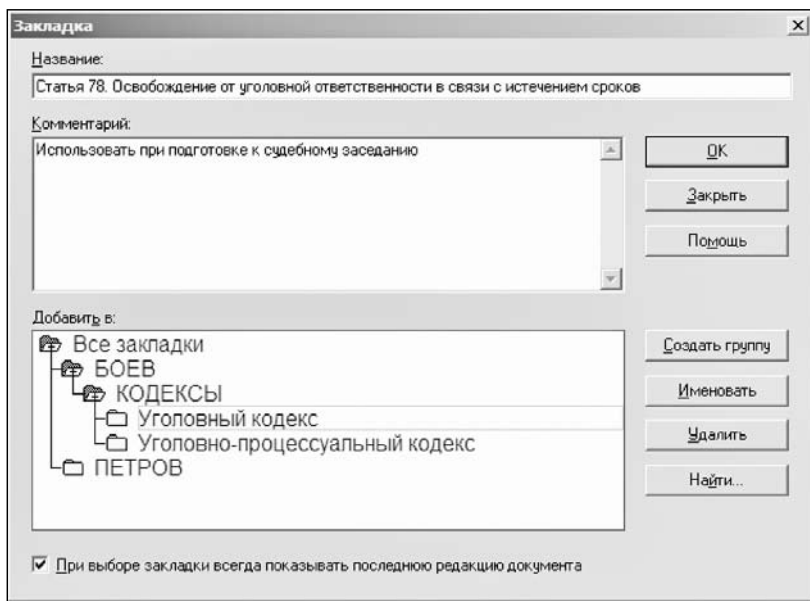 Закладка
Название:
Статья 78. Освобождение от уголовной ответственности в связи с истечением сроков
Комментарий:
Использовать при подготовке к судебному заседанию
OK
Закрыть
Помощь
Добавить в:
Все закладки
БОЕВ
КОДЕКСЫ
Уголовный кодекс
Уголовно-процессуальный кодекс
ПЕТРОВ
Создать группу
Именовать
Удалить
Найти...
При выборе закладки всегда показывать последнюю редакцию документа